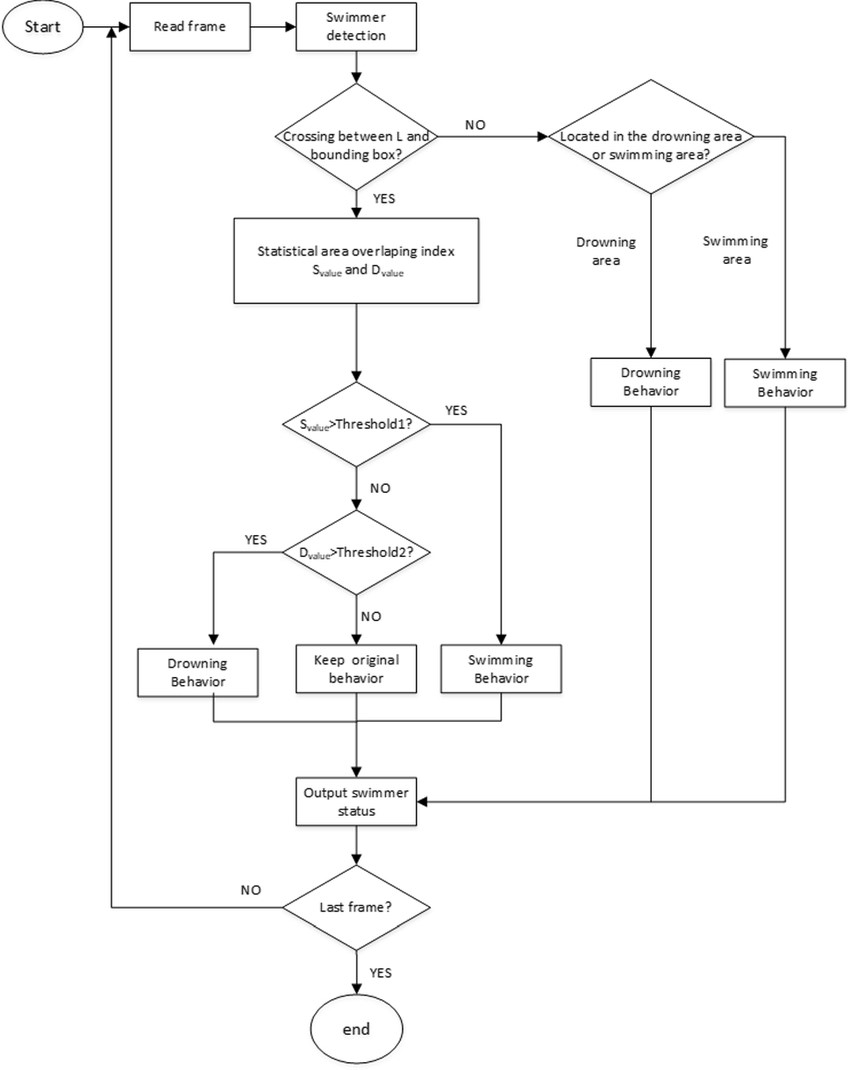 Start
Read frame
Swimmer
detection
Crossing between L and
bounding box?
NO
Located in the drowning area
or swimming area?
YES
Statistical area overlaping index
Svalue and Dvalue
Drowning
area
Swimming
area
Drowning
Behavior
Swimming
Behavior
Svalue>Threshold1?
YES
NO
Dvalue>Threshold2?
YES
NO
Drowning
Behavior
Keep original
behavior
Swimming
Behavior
Output swimmer
status
Last frame?
NO
YES
end